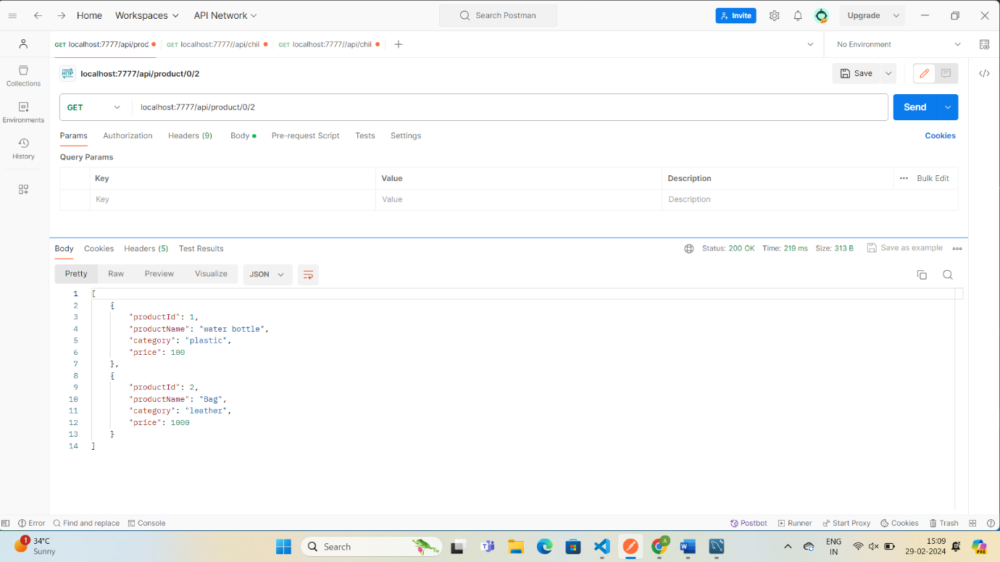 Home Workspaces API Network Search Postman Invite Upgrade
GET localhost:7777/api/prod GET localhost:7777//api/chil GET localhost:7777//api/chil No Environment
HTTP localhost:7777/api/product/0/2 Save
Collections
GET localhost:7777/api/product/0/2 Send
Environments
Params Authorization Headers (9) Body Pre-request Script Tests Settings Cookies
History
Query Params
Key Value Description Bulk Edit
Key Value Description
Body Cookies Headers (5) Test Results Status: 200 OK Time: 219 ms Size: 313 B Save as example
Pretty Raw Preview Visualize JSON
1 [
2 {
3 "productId": 1,
4 "productName": "water bottle",
5 "category": "plastic",
6 "price": 100
7 },
8 {
9 "productId": 2,
10 "productName": "Bag",
11 "category": "leather",
12 "price": 1000
13 }
14 ]
Error Find and replace Console Postbot Runner Start Proxy Cookies Trash
1 34°C Search ENG 15:09
Sunny IN 29-02-2024
A
W
PRE